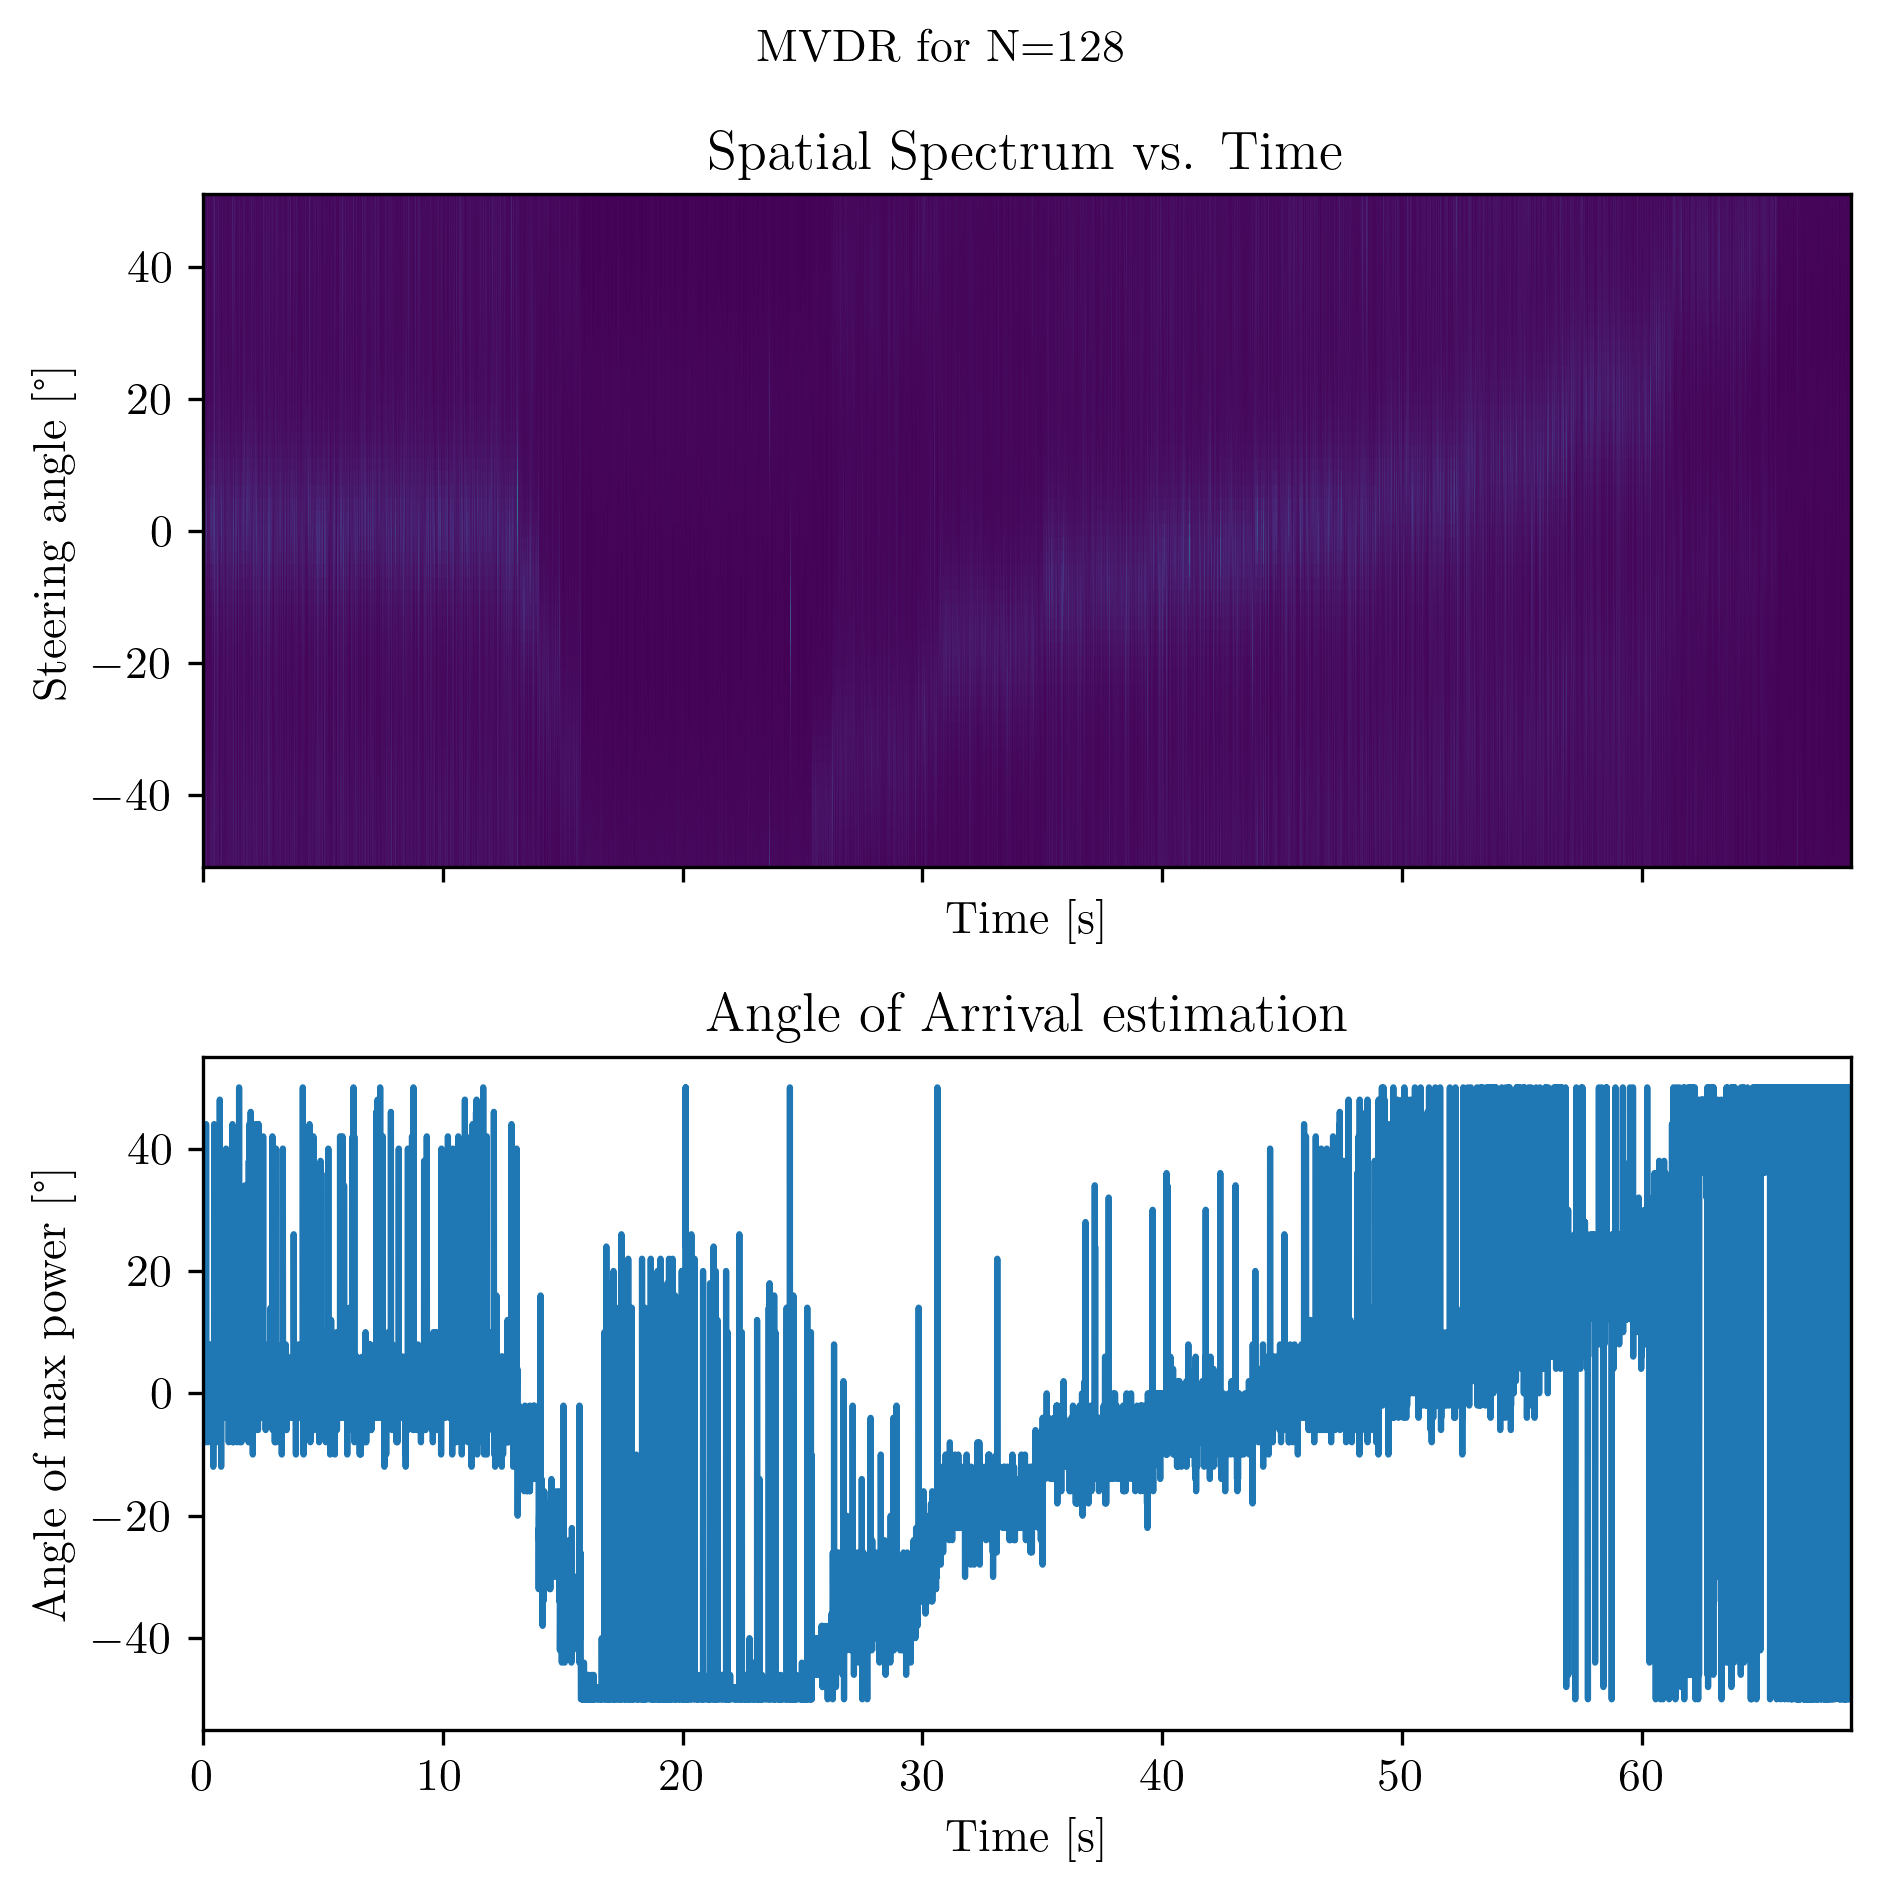 MVDR for N=128
Spatial Spectrum vs. Time
40
20
0
−20
−40
Steering angle [°]
Time [s]
Angle of Arrival estimation
40
20
0
−20
−40
Angle of max power [°]
0 10 20 30 40 50 60
Time [s]